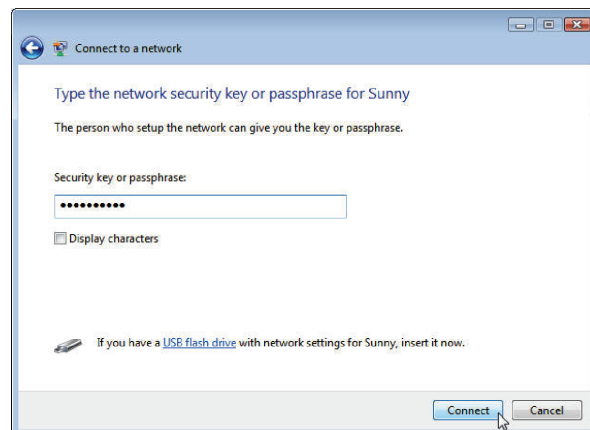 Connect to a network
Type the network security key or passphrase for Sunny
The person who setup the network can give you the key or passphrase.
Security key or passphrase:
••••••••••
Display characters
If you have a USB flash drive with network settings for Sunny, insert it now.
Connect Cancel